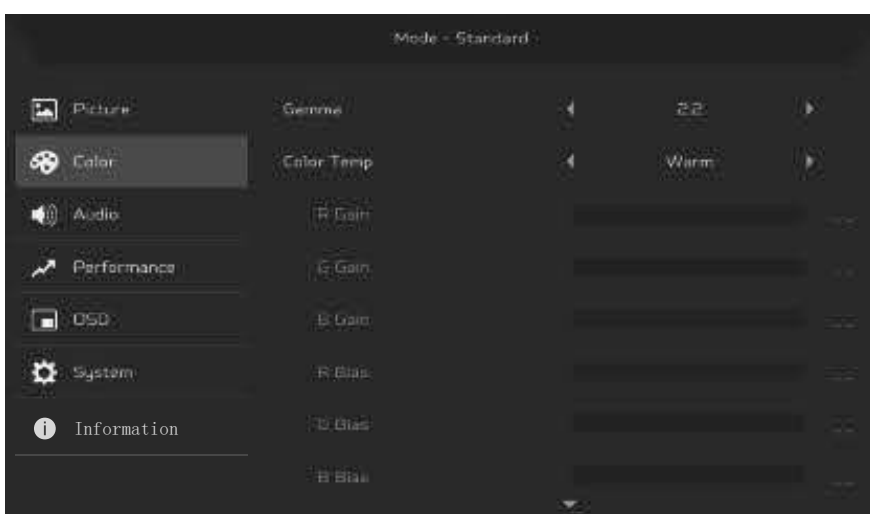 Mode - Standard
Picture
Gamma
2.2
Color
Color Temp
Warm
Audio
R Gain
Performance
G Gain
OSD
B Gain
System
R Bias
Information
G Bias
B Bias